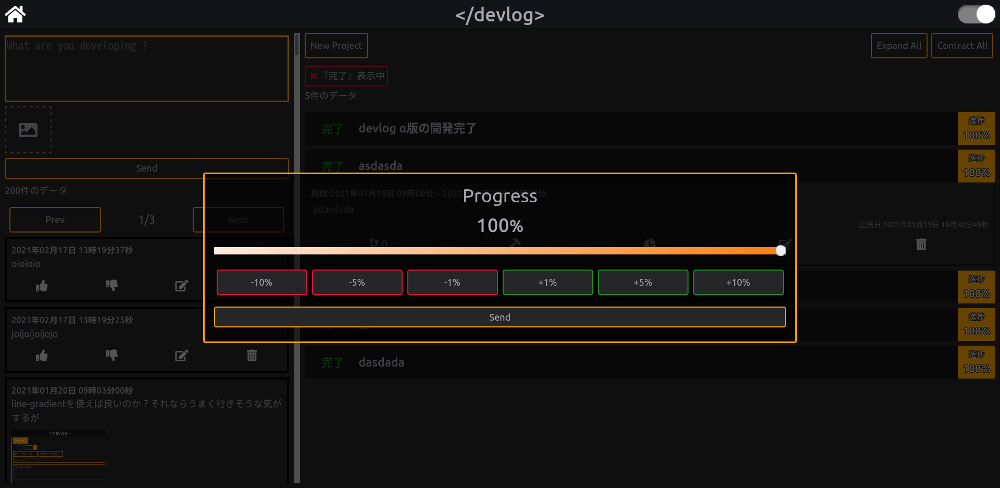 </devlog>
What are you developing ?
Send
200件のデータ
Prev
1/3
Next
2021年02月17日 13時19分37秒
oioioio
2021年02月17日 13時19分25秒
joijoijoijojo
2021年01月20日 09時03分00秒
line-gradientを使えば良いのか？それならうまく行きそうな気が
するが
New Project
Expand All
Contract All
×『完了』表示中
5件のデータ
完了 devlog α版の開発完了
進捗
100%
完了 asdasda
進捗
100%
期間:2021年01月19日 09時00分 ~
adasdada
企画日:2021年01月19日 15時30分45秒
0
Progress
100%
-10%
-5%
-1%
+1%
+5%
+10%
Send
進捗
100%
進捗
100%
完了 dasdada
進捗
100%